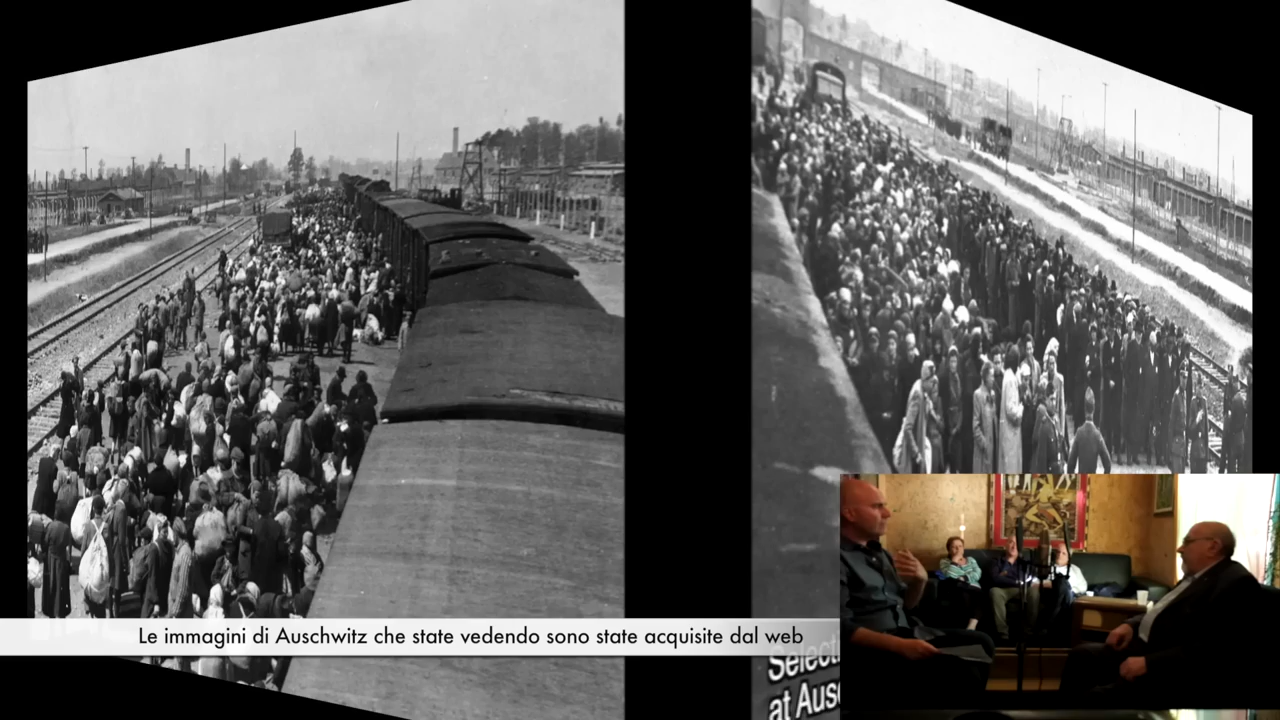 Le immagini di Auschwitz che state vedendo sono state acquisite dal web